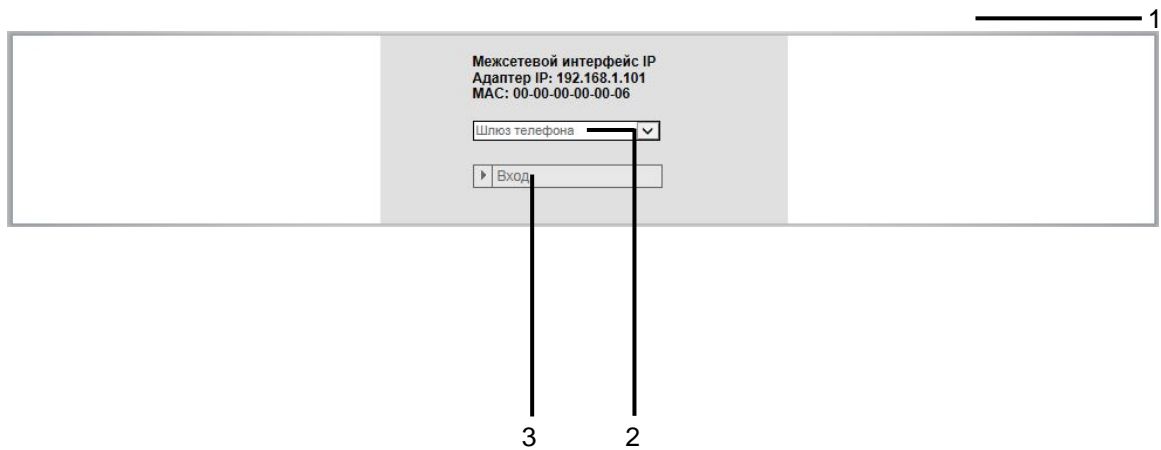 1
Межсетевой интерфейс IP
Адаптер IP: 192.168.1.101
MAC: 00-00-00-00-00-06
Шлюз телефона
Вход
3 2